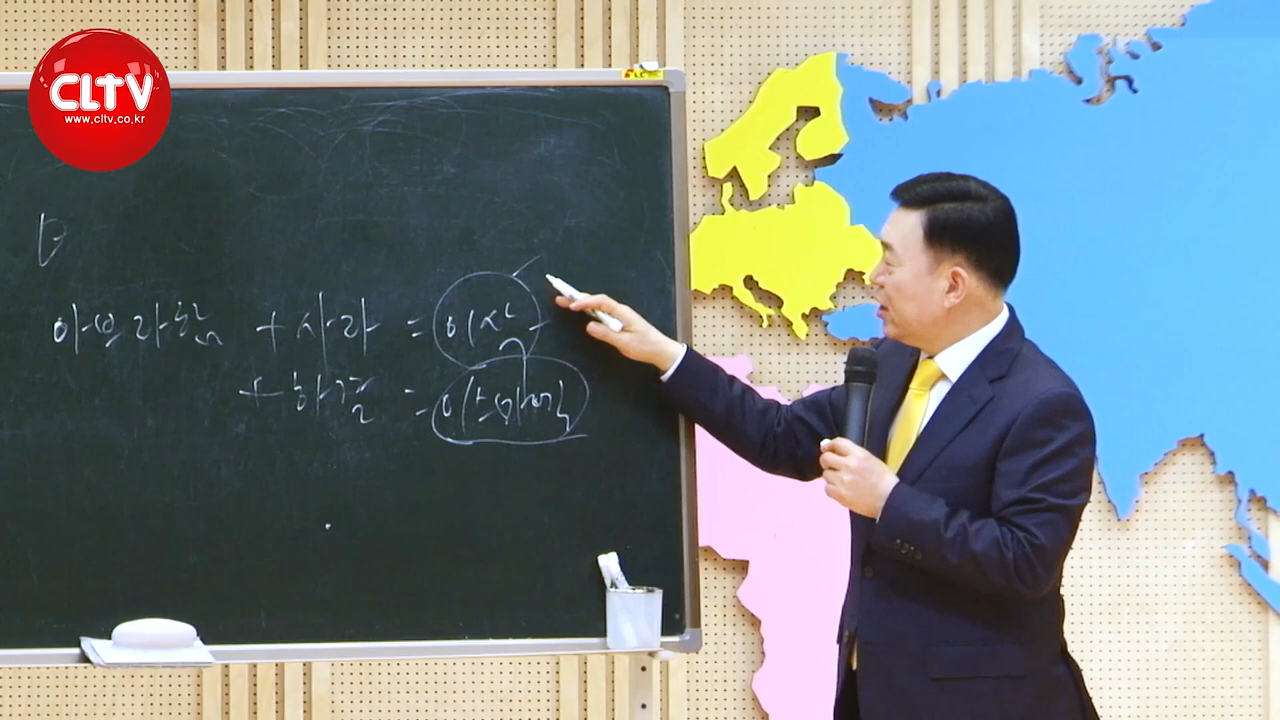 CLTV
www.cltv.co.kr
아브라함 + 사라 = 이삭
+ 하갈 = 이스마엘